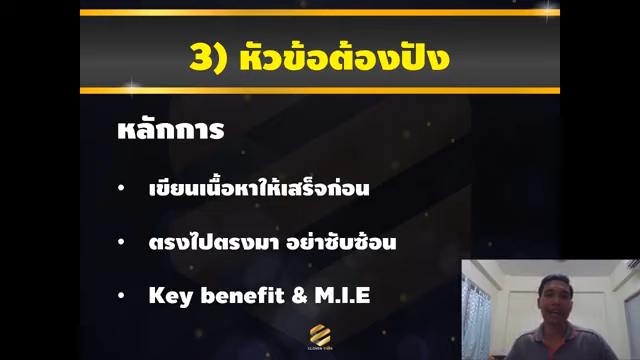 3) หัวข้อต้องปัง
หลักการ
• เขียนเนื้อหาให้เสร็จก่อน
• ตรงไปตรงมา อย่าซับซ้อน
• Key benefit & M.I.E